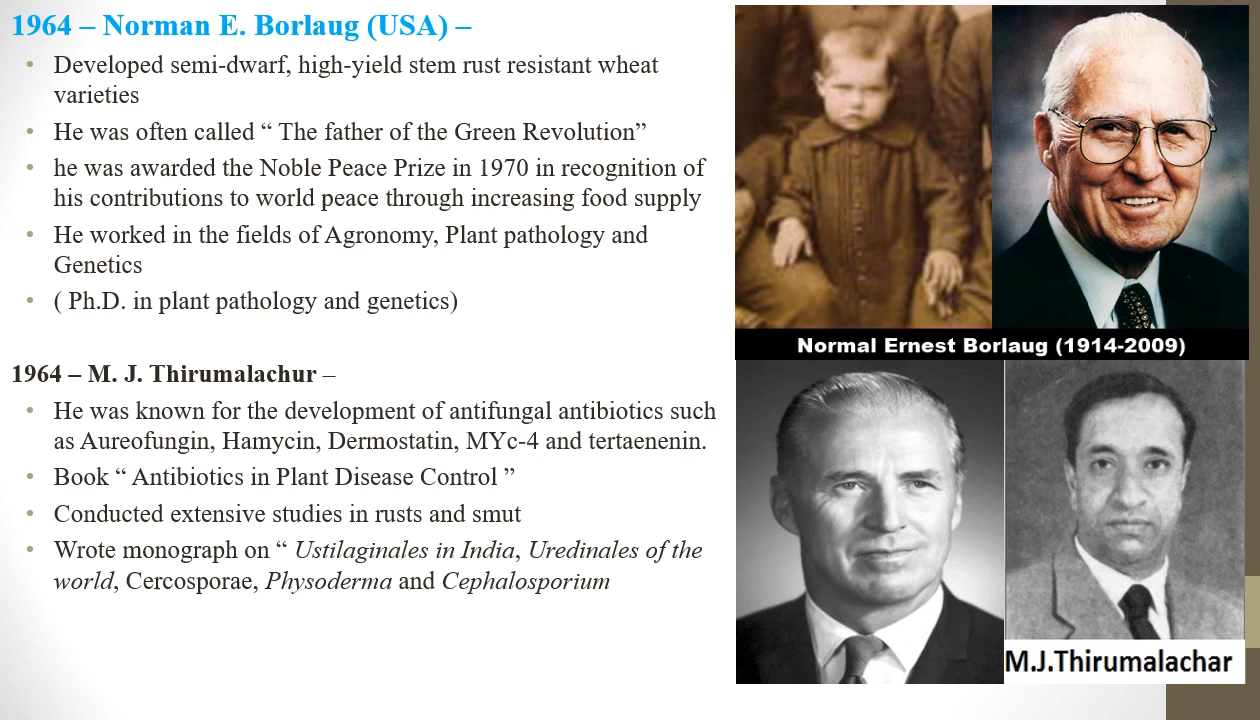 1964 – Norman E. Borlaug (USA) –
• Developed semi-dwarf, high-yield stem rust resistant wheat
varieties
• He was often called “ The father of the Green Revolution”
• he was awarded the Noble Peace Prize in 1970 in recognition of
his contributions to world peace through increasing food supply
• He worked in the fields of Agronomy, Plant pathology and
Genetics
• ( Ph.D. in plant pathology and genetics)
1964 – M. J. Thirumalachur –
• He was known for the development of antifungal antibiotics such
as Aureofungin, Hamycin, Dermostatin, MYc-4 and tertaenenin.
• Book “ Antibiotics in Plant Disease Control ”
• Conducted extensive studies in rusts and smut
• Wrote monograph on “ Ustilaginales in India, Uredinales of the
world, Cercosporae, Physoderma and Cephalosporium
Normal Ernest Borlaug (1914-2009)
M.J.Thirumalachar